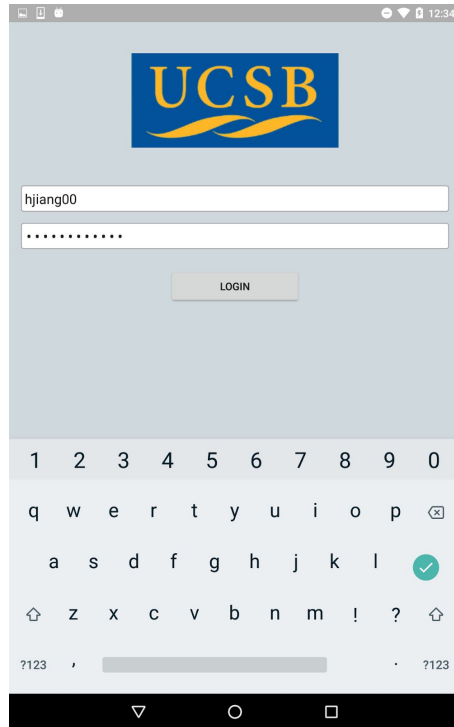 12:34
UCSB
hjiang00
••••••••••••
LOGIN
1 2 3 4 5 6 7 8 9 0
q w e r t y u i o p
a s d f g h j k l
z x c v b n m ! ?
?123 , . ?123